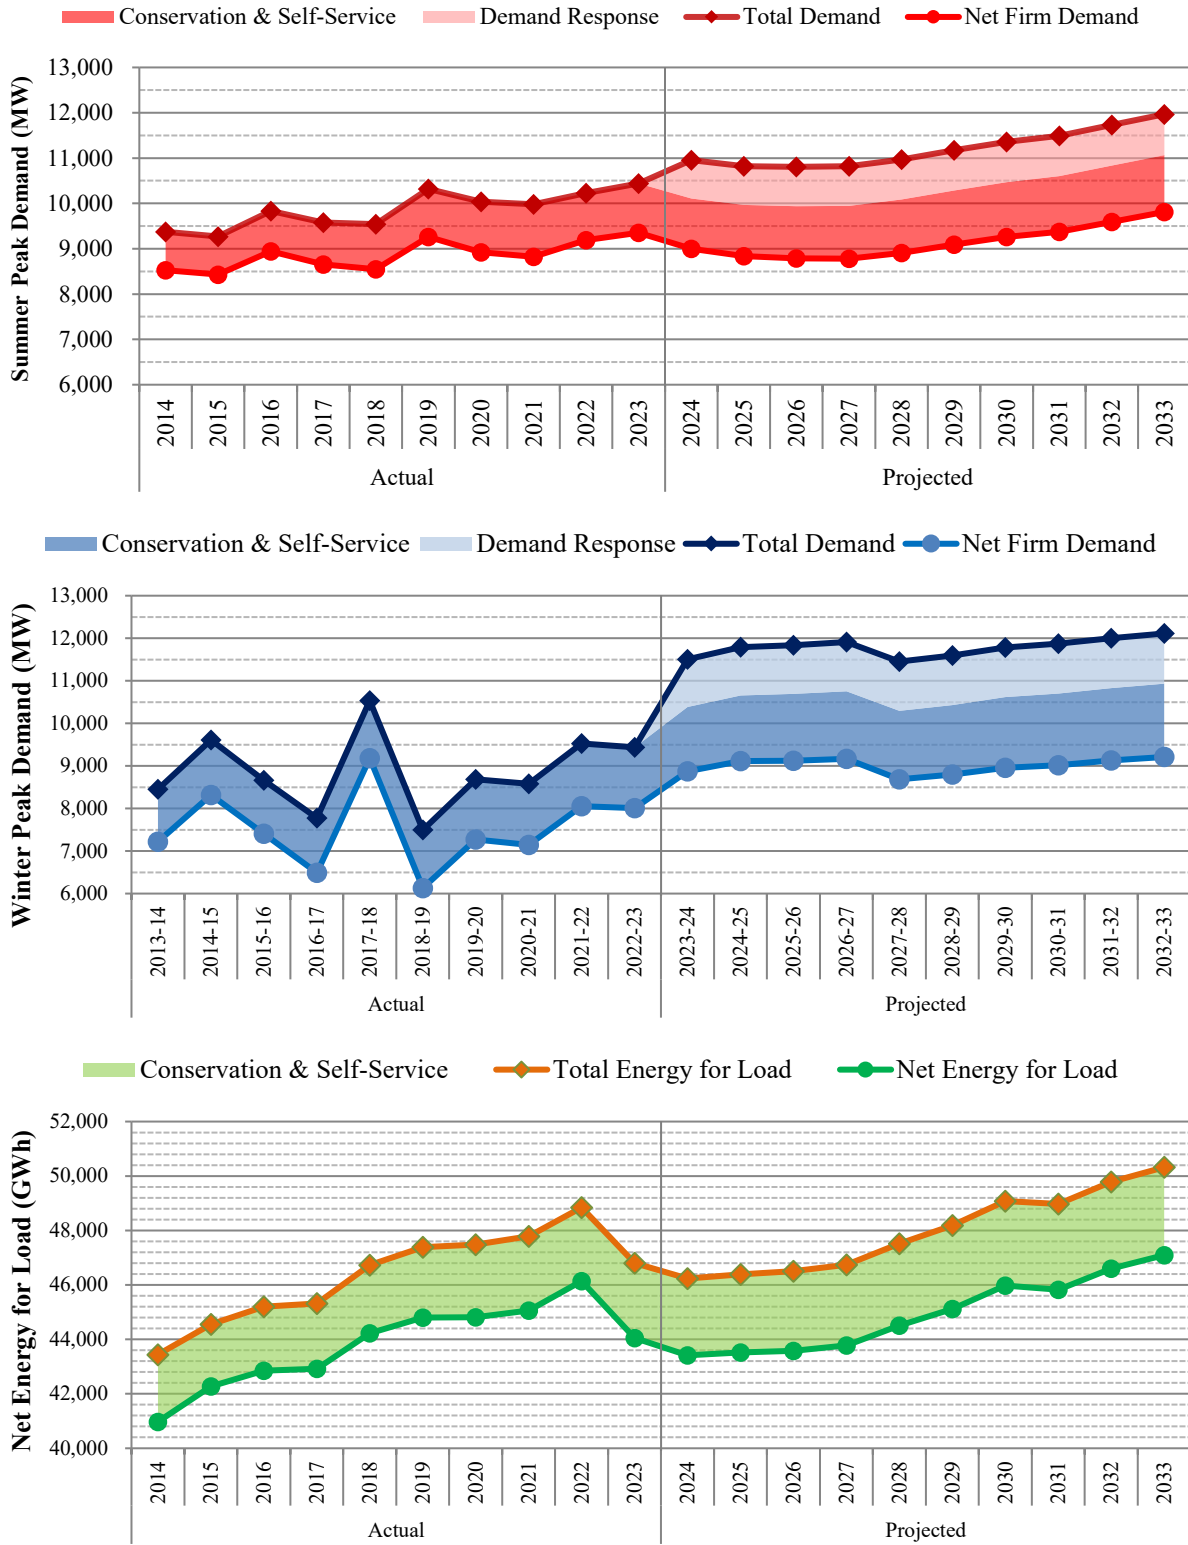 Conservation & Self-Service Demand Response Total Demand Net Firm Demand
Summer Peak Demand (MW)
13,000
12,000
11,000
10,000
9,000
8,000
7,000
6,000
2014 2015 2016 2017 2018 2019 2020 2021 2022 2023 2024 2025 2026 2027 2028 2029 2030 2031 2032 2033
Actual Projected
Conservation & Self-Service Demand Response Total Demand Net Firm Demand
Winter Peak Demand (MW)
13,000
12,000
11,000
10,000
9,000
8,000
7,000
6,000
2013-14 2014-15 2015-16 2016-17 2017-18 2018-19 2019-20 2020-21 2021-22 2022-23 2023-24 2024-25 2025-26 2026-27 2027-28 2028-29 2029-30 2030-31 2031-32 2032-33
Actual Projected
Conservation & Self-Service Total Energy for Load Net Energy for Load
Net Energy for Load (GWh)
52,000
50,000
48,000
46,000
44,000
42,000
40,000
2014 2015 2016 2017 2018 2019 2020 2021 2022 2023 2024 2025 2026 2027 2028 2029 2030 2031 2032 2033
Actual Projected